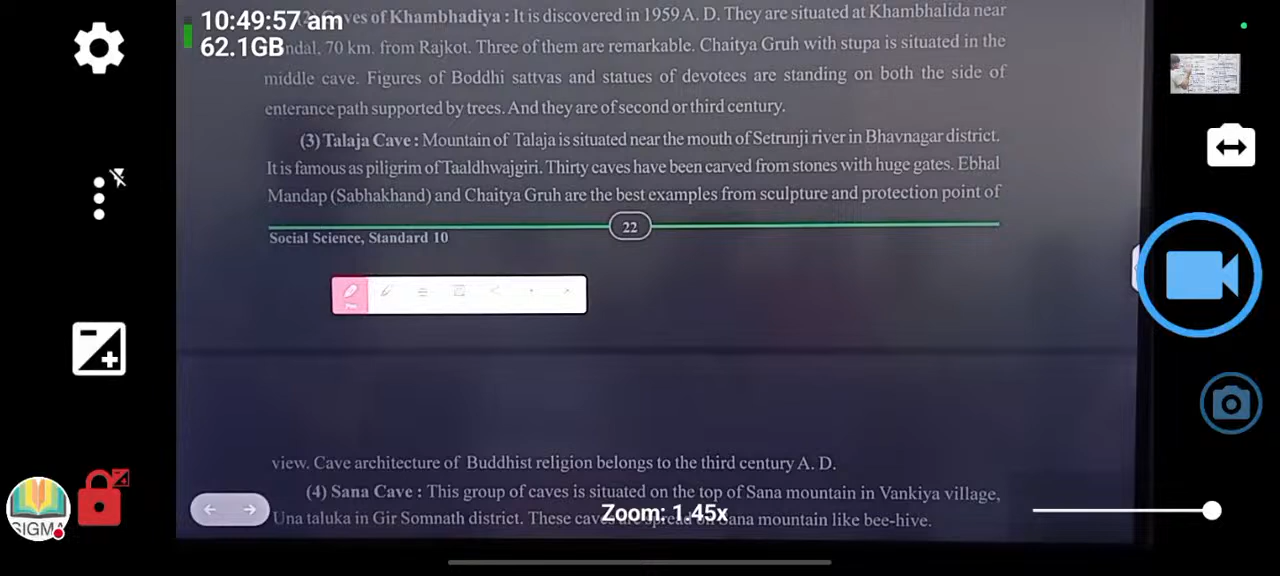 10:49:57 am
62.1GB
ves of Khambhadiya : It is discovered in 1959 A. D. They are situated at Khambhalida near
ndal, 70 km. from Rajkot. Three of them are remarkable. Chaitya Gruh with stupa is situated in the
middle cave. Figures of Boddhi sattvas and statues of devotees are standing on both the side of
enterance path supported by trees. And they are of second or third century.
(3) Talaja Cave : Mountain of Talaja is situated near the mouth of Setrunji river in Bhavnagar district.
It is famous as piligrim of Taaldhwajgiri. Thirty caves have been carved from stones with huge gates. Ebhal
Mandap (Sabhakhand) and Chaitya Gruh are the best examples from sculpture and protection point of
22
Social Science, Standard 10
view. Cave architecture of Buddhist religion belongs to the third century A. D.
(4) Sana Cave : This group of caves is situated on the top of Sana mountain in Vankiya village,
Una taluka in Gir Somnath district. These caves are spread on Sana mountain like bee-hive.
Zoom: 1.45x
SIGMA